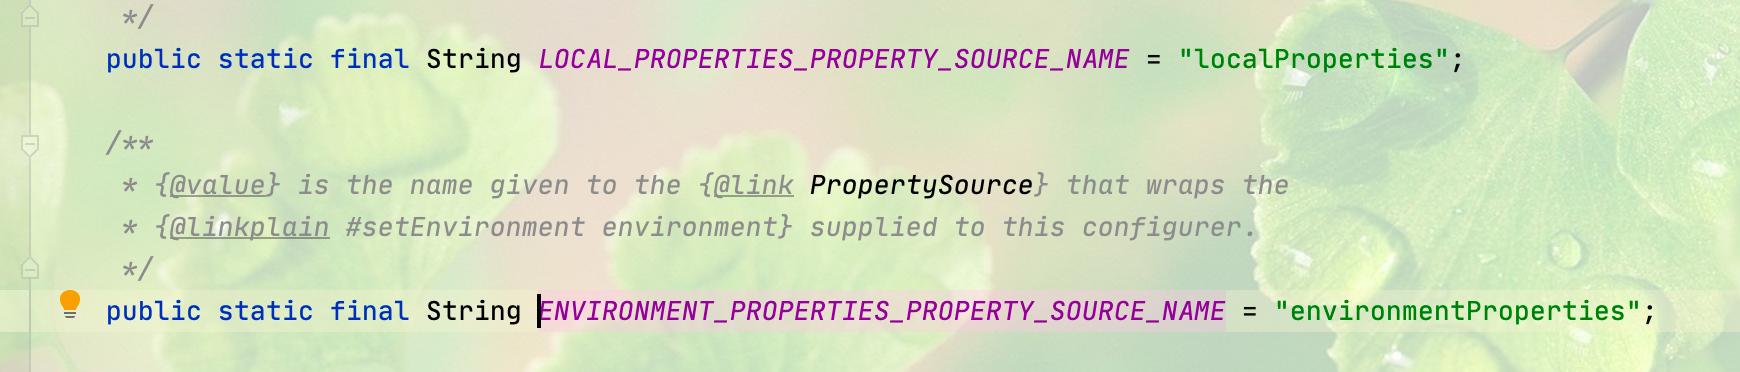 */
public static final String LOCAL_PROPERTIES_PROPERTY_SOURCE_NAME = "localProperties";
/**
* {@value} is the name given to the {@link PropertySource} that wraps the
* {@linkplain #setEnvironment environment} supplied to this configurer.
*/
public static final String ENVIRONMENT_PROPERTIES_PROPERTY_SOURCE_NAME = "environmentProperties";